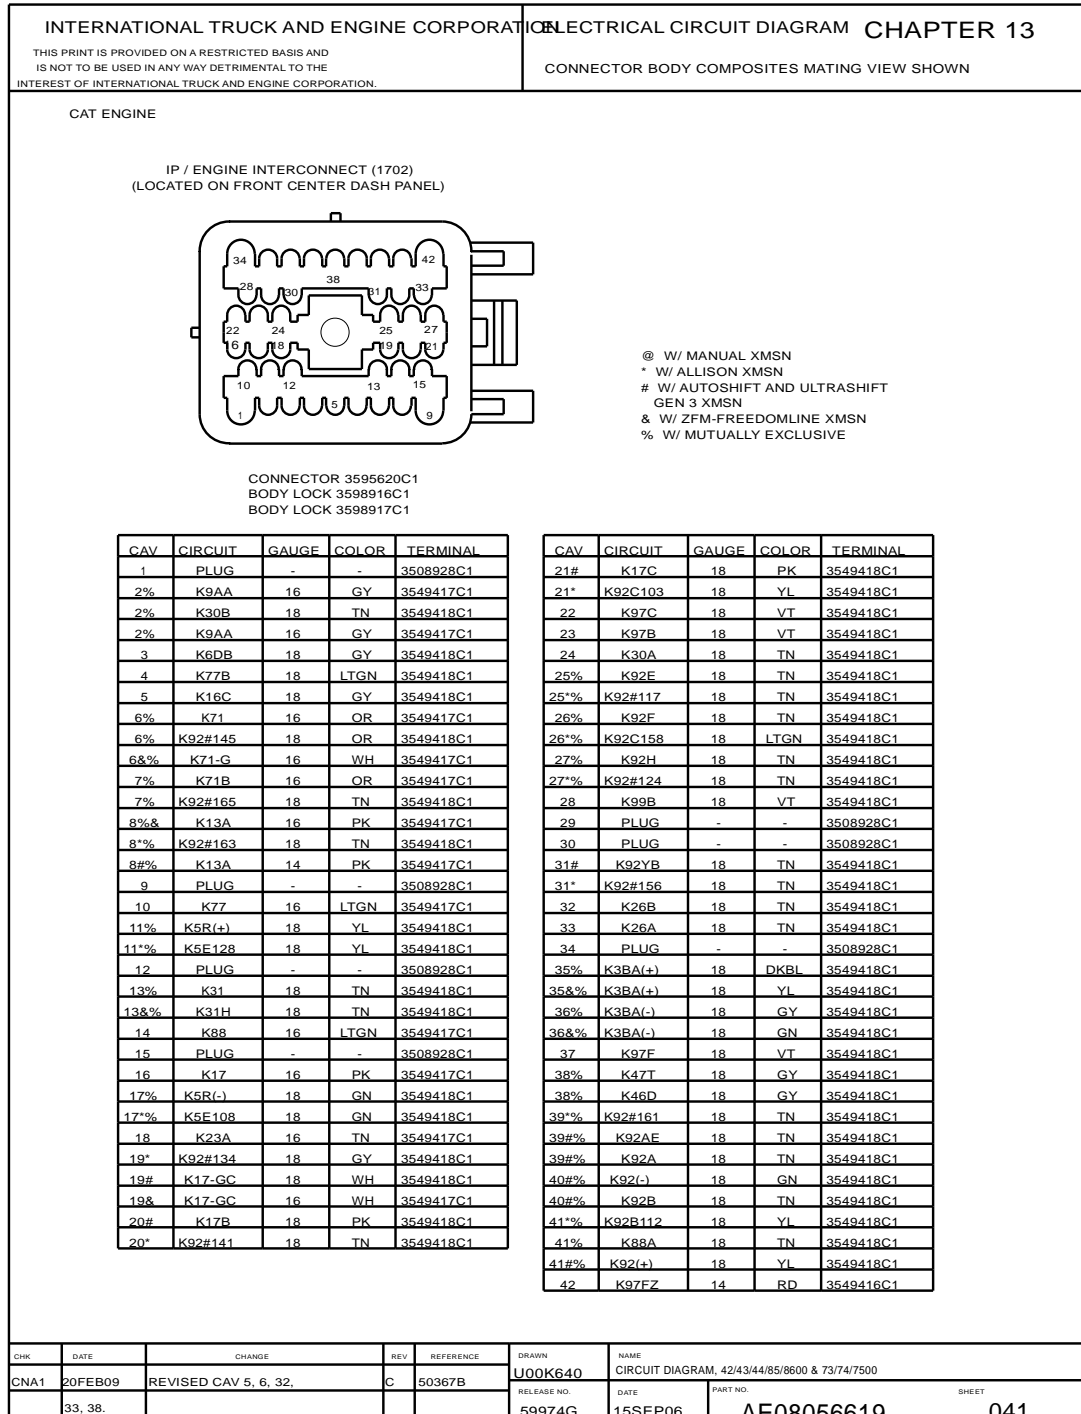 INTERNATIONAL TRUCK AND ENGINE CORPORATION
THIS PRINT IS PROVIDED ON A RESTRICTED BASIS AND
IS NOT TO BE USED IN ANY WAY DETRIMENTAL TO THE
INTEREST OF INTERNATIONAL TRUCK AND ENGINE CORPORATION.
ELECTRICAL CIRCUIT DIAGRAM CHAPTER 13
CONNECTOR BODY COMPOSITES MATING VIEW SHOWN
CAT ENGINE
IP / ENGINE INTERCONNECT (1702)
(LOCATED ON FRONT CENTER DASH PANEL)
34 42
38
28 30 31 33
22 24 25 27
6 18 19 21
10 12 13 15
1 5 9
@ W/ MANUAL XMSN
* W/ ALLISON XMSN
# W/ AUTOSHIFT AND ULTRASHIFT
GEN 3 XMSN
& W/ ZFM-FREEDOMLINE XMSN
% W/ MUTUALLY EXCLUSIVE
CONNECTOR 3595620C1
BODY LOCK 3598916C1
BODY LOCK 3598917C1
CAV CIRCUIT GAUGE COLOR TERMINAL
1 PLUG - - 3508928C1
2% K9AA 16 GY 3549417C1
2% K30B 18 TN 3549418C1
2% K9AA 16 GY 3549417C1
3 K6DB 18 GY 3549418C1
4 K77B 18 LTGN 3549418C1
5 K16C 18 GY 3549418C1
6% K71 16 OR 3549417C1
6% K92#145 18 OR 3549418C1
6&% K71-G 16 WH 3549417C1
7% K71B 16 OR 3549417C1
7% K92#165 18 TN 3549418C1
8%& K13A 16 PK 3549417C1
8*% K92#163 18 TN 3549418C1
8#% K13A 14 PK 3549417C1
9 PLUG - - 3508928C1
10 K77 16 LTGN 3549417C1
11% K5R(+) 18 YL 3549418C1
11*% K5E128 18 YL 3549418C1
12 PLUG - - 3508928C1
13% K31 18 TN 3549418C1
13&% K31H 18 TN 3549418C1
14 K88 16 LTGN 3549417C1
15 PLUG - - 3508928C1
16 K17 16 PK 3549417C1
17% K5R(-) 18 GN 3549418C1
17*% K5E108 18 GN 3549418C1
18 K23A 16 TN 3549417C1
19* K92#134 18 GY 3549418C1
19# K17-GC 18 WH 3549418C1
19& K17-GC 16 WH 3549417C1
20# K17B 18 PK 3549418C1
20* K92#141 18 TN 3549418C1
CAV CIRCUIT GAUGE COLOR TERMINAL
21# K17C 18 PK 3549418C1
21* K92C103 18 YL 3549418C1
22 K97C 18 VT 3549418C1
23 K97B 18 VT 3549418C1
24 K30A 18 TN 3549418C1
25% K92E 18 TN 3549418C1
25*% K92#117 18 TN 3549418C1
26% K92F 18 TN 3549418C1
26*% K92C158 18 LTGN 3549418C1
27% K92H 18 TN 3549418C1
27*% K92#124 18 TN 3549418C1
28 K99B 18 VT 3549418C1
29 PLUG - - 3508928C1
30 PLUG - - 3508928C1
31# K92YB 18 TN 3549418C1
31* K92#156 18 TN 3549418C1
32 K26B 18 TN 3549418C1
33 K26A 18 TN 3549418C1
34 PLUG - - 3508928C1
35% K3BA(+) 18 DKBL 3549418C1
35&% K3BA(+) 18 YL 3549418C1
36% K3BA(-) 18 GY 3549418C1
36&% K3BA(-) 18 GN 3549418C1
37 K97F 18 VT 3549418C1
38% K47T 18 GY 3549418C1
38% K46D 18 GY 3549418C1
39*% K92#161 18 TN 3549418C1
39#% K92AE 18 TN 3549418C1
39#% K92A 18 TN 3549418C1
40#% K92(-) 18 GN 3549418C1
40#% K92B 18 TN 3549418C1
41*% K92B112 18 YL 3549418C1
41% K88A 18 TN 3549418C1
41#% K92(+) 18 YL 3549418C1
42 K97FZ 14 RD 3549416C1
CHK DATE CHANGE REV REFERENCE
CNA1 20FEB09 REVISED CAV 5, 6, 32, C 50367B
33, 38.
DRAWN
U00K640
NAME
CIRCUIT DIAGRAM, 42/43/44/85/8600 & 73/74/7500
RELEASE NO. DATE PART NO. SHEET
59974G 15SEP06 AE08056619 041